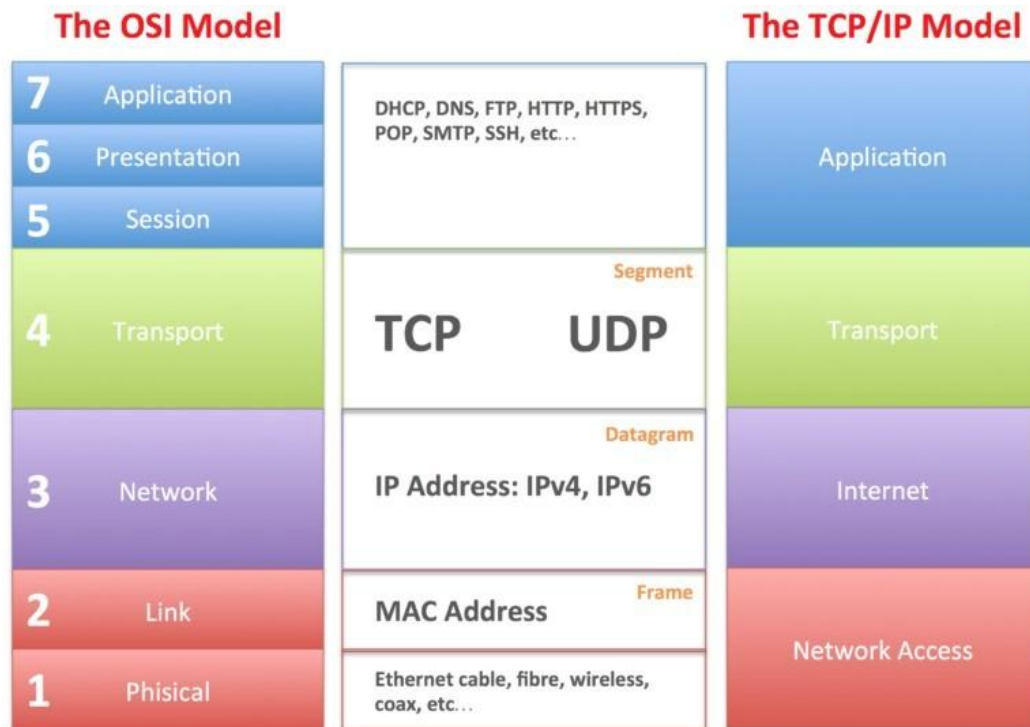 The OSI Model
The TCP/IP Model
7 Application
6 Presentation
5 Session
DHCP, DNS, FTP, HTTP, HTTPS,
POP, SMTP, SSH, etc...
Application
4 Transport
Segment
TCP UDP
Transport
3 Network
Datagram
IP Address: IPv4, IPv6
Internet
2 Link
Frame
MAC Address
1 Phisical
Ethernet cable, fibre, wireless,
coax, etc...
Network Access